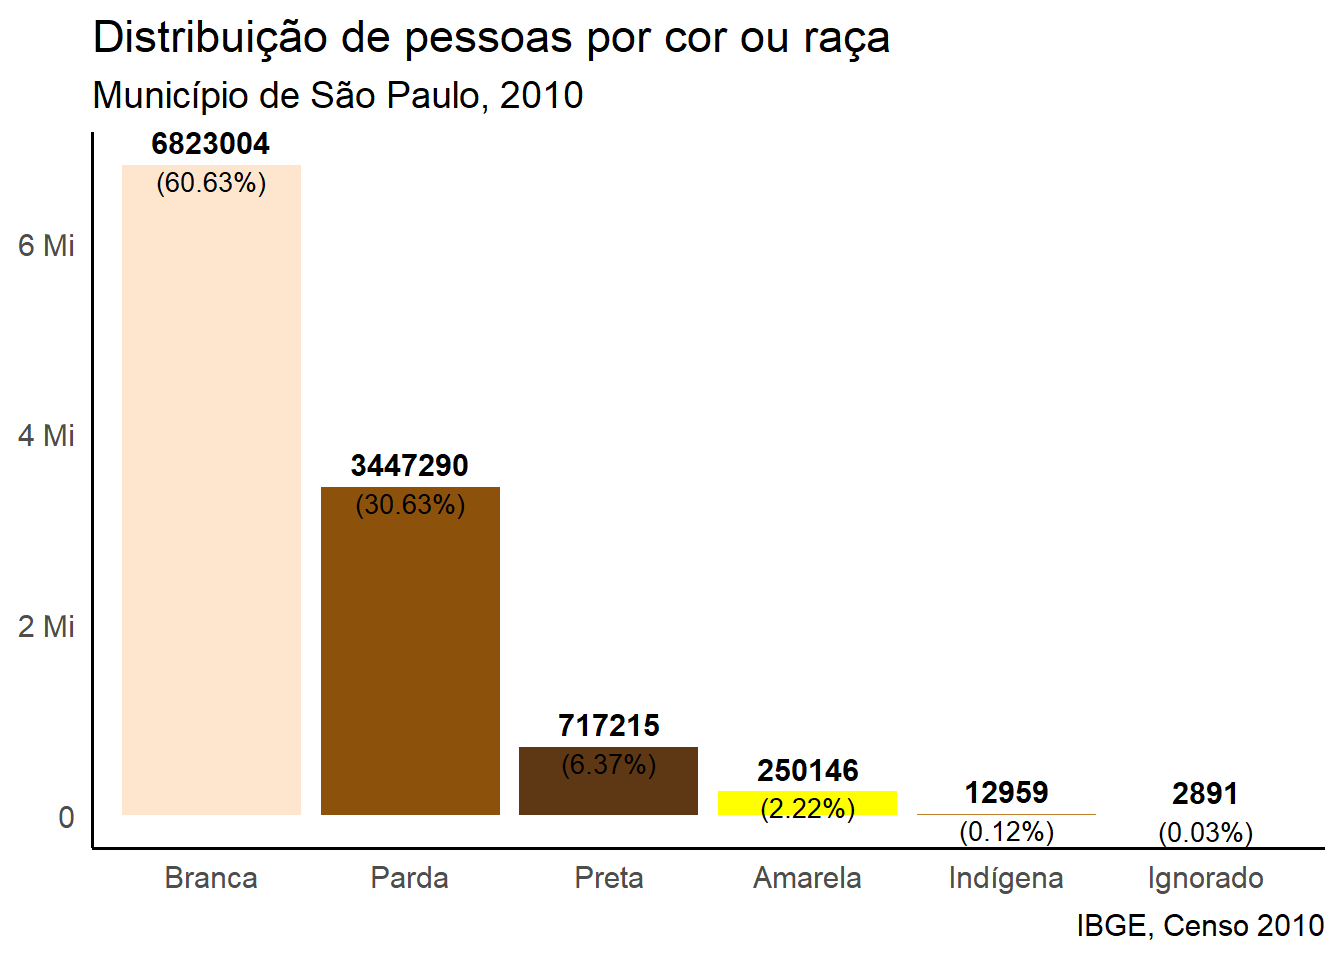 Distribuição de pessoas por cor ou raça
Município de São Paulo, 2010
6823004
(60.63%)
6 Mi
4 Mi
3447290
(30.63%)
2 Mi
717215
(6.37%)
250146
(2.22%)
12959
(0.12%)
2891
(0.03%)
0
Branca Parda Preta Amarela Indígena Ignorado
IBGE, Censo 2010